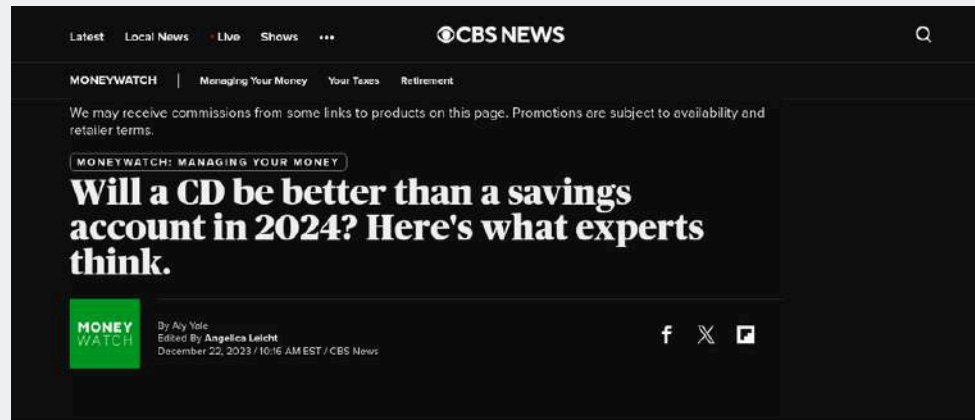 Latest Local News Live Shows •••
CBS NEWS
MONEYWATCH | Managing Your Money Your Taxes Retirement
We may receive commissions from some links to products on this page. Promotions are subject to availability and
retailer terms.
MONEYWATCH: MANAGING YOUR MONEY
Will a CD be better than a savings
account in 2024? Here's what experts
think.
MONEY
WATCH
By Aly Yale
Edited By Angelica Leicht
December 22, 2023 / 10:16 AM EST / CBS News